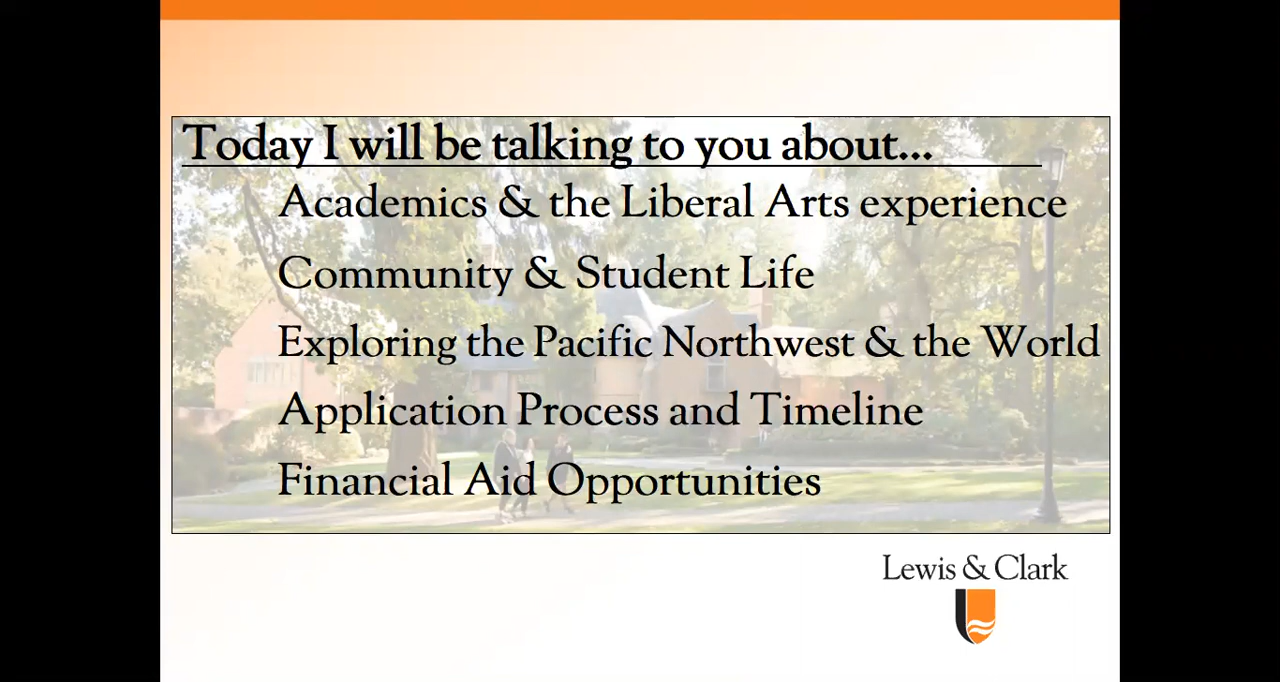 Today I will be talking to you about...
Academics & the Liberal Arts experience
Community & Student Life
Exploring the Pacific Northwest & the World
Application Process and Timeline
Financial Aid Opportunities
Lewis & Clark